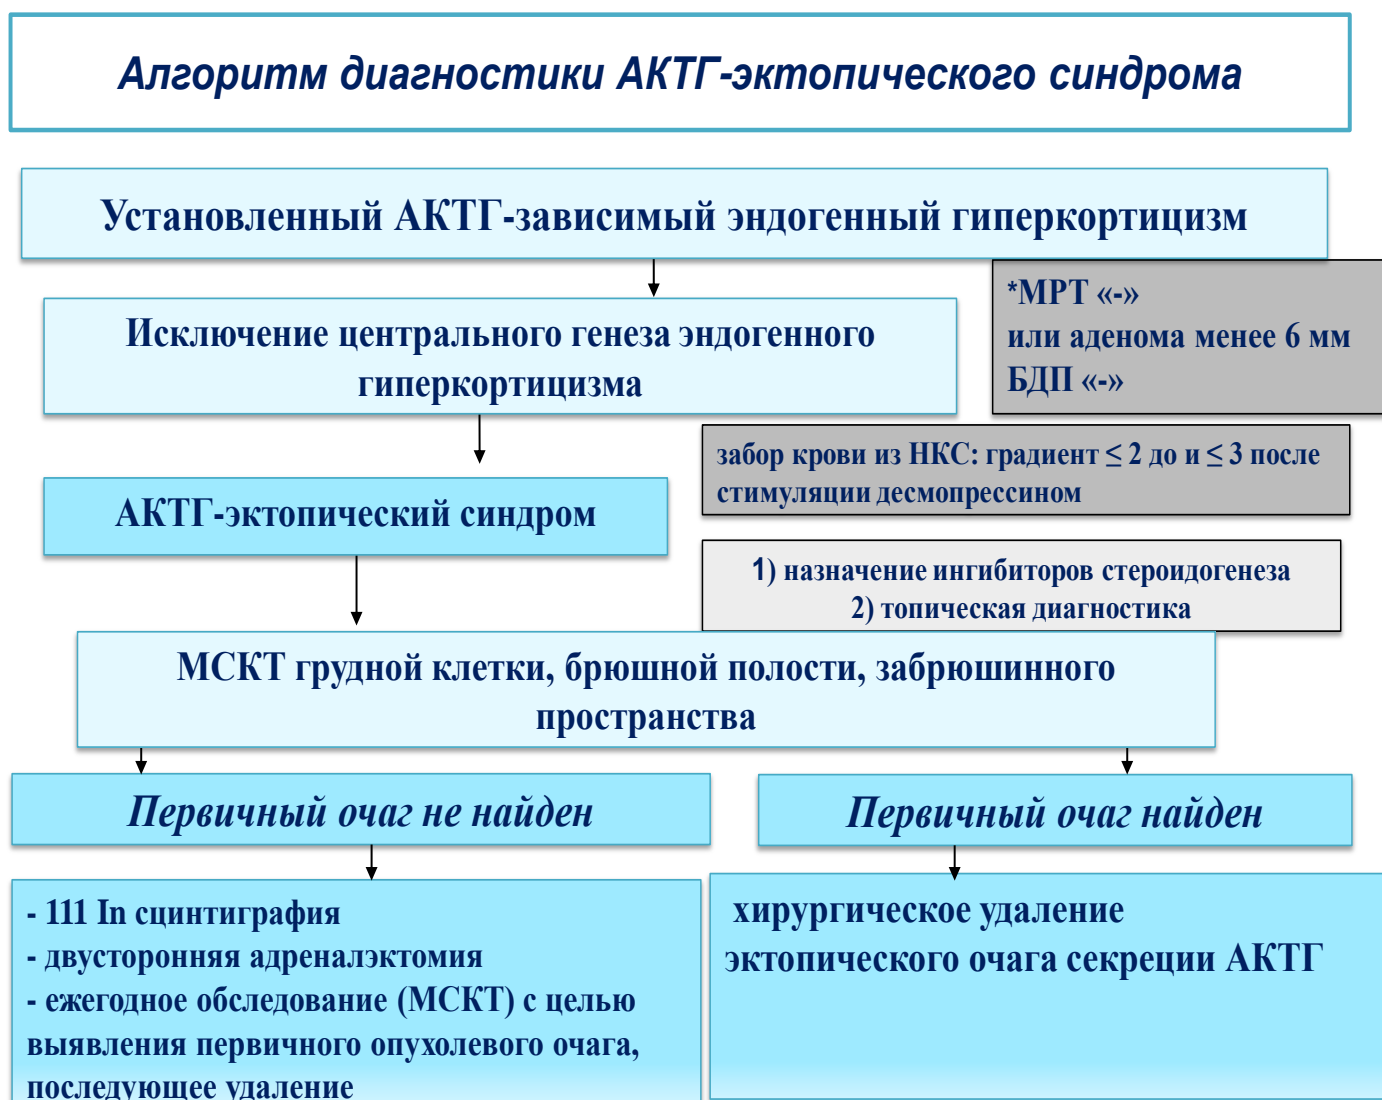 Алгоритм диагностики АКТГ-эктопического синдрома
Установленный АКТГ-зависимый эндогенный гиперкортицизм
*МРТ «-»
или аденома менее 6 мм
БДП «-»
Исключение центрального генеза эндогенного
гиперкортицизма
забор крови из НКС: градиент ≤ 2 до и ≤ 3 после
стимуляции десмопрессином
АКТГ-эктопический синдром
1) назначение ингибиторов стероидогенеза
2) топическая диагностика
МСКТ грудной клетки, брюшной полости, забрюшинного
пространства
Первичный очаг не найден
Первичный очаг найден
- 111 In сцинтиграфия
- двусторонняя адреналэктомия
- ежегодное обследование (МСКТ) с целью
выявления первичного опухолевого очага,
последующее удаление
хирургическое удаление
эктопического очага секреции АКТГ